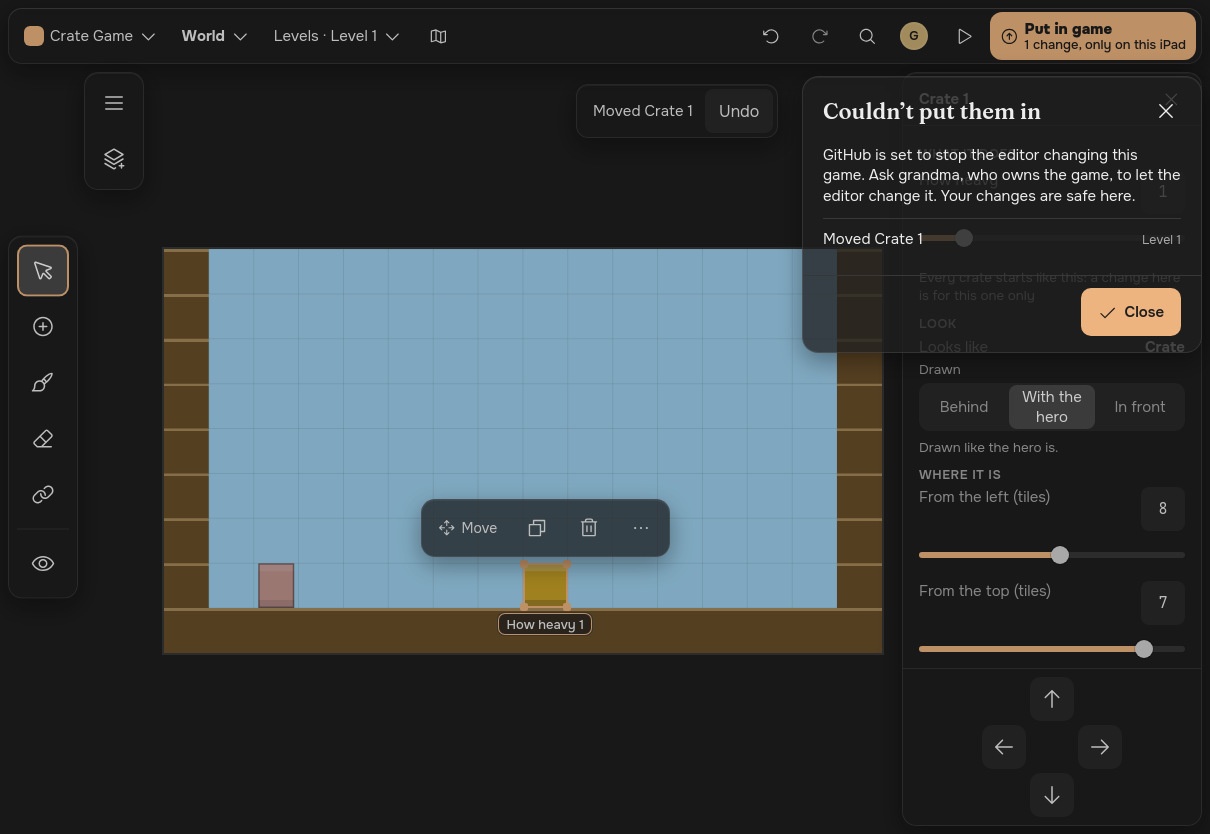 Crate Game
World
Levels · Level 1
G
Put in game
1 change, only on this iPad
Moved Crate 1
Undo
Crate 1
Couldn’t put them in
GitHub is set to stop the editor changing this
game. Ask grandma, who owns the game, to let the
editor change it. Your changes are safe here.
How heavy
1
Moved Crate 1
Level 1
Every crate starts like this: a change here
is for this one only
Close
LOOK
Looks like
Crate
Drawn
Behind
With the
hero
In front
Drawn like the hero is.
WHERE IT IS
From the left (tiles)
8
From the top (tiles)
7
Move
How heavy 1